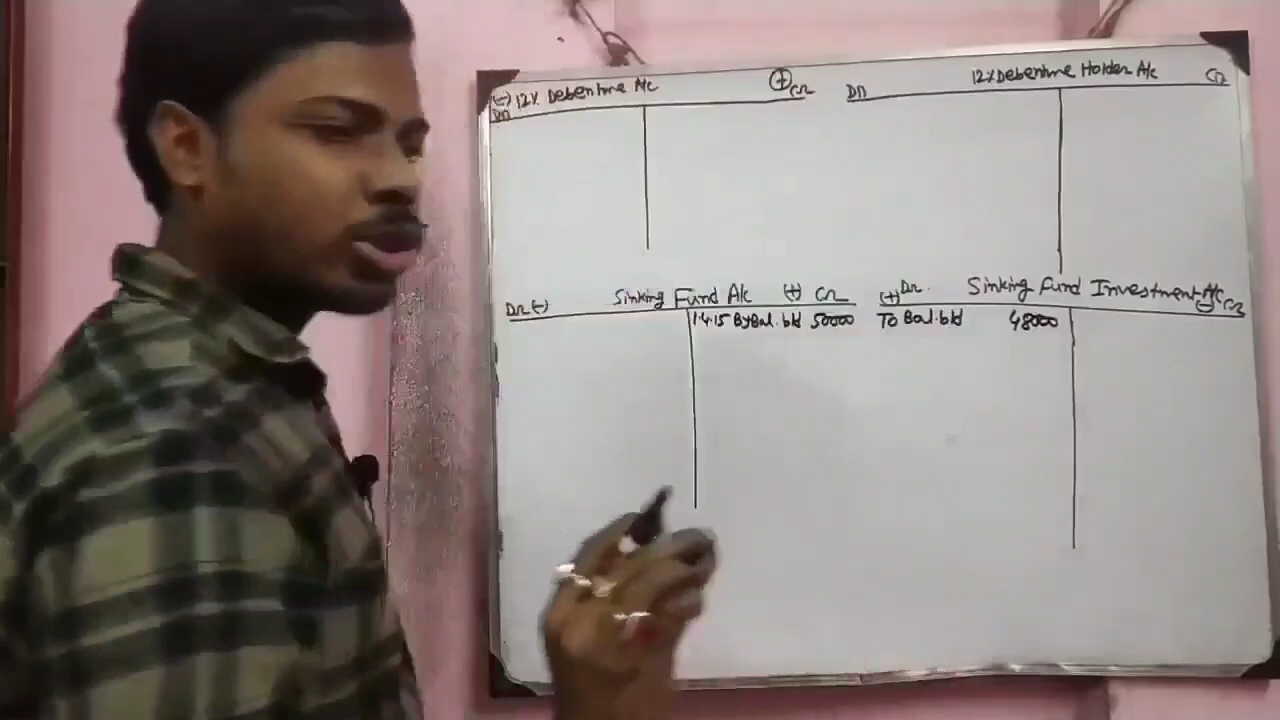 (-) 12% Debenture A/c (+) Cr
Dr
Dr 12% Debenture Holder A/c Cr
Dr (-) Sinking Fund A/c (+) Cr
1.4.15 By Bal. b/d 50000
(+) Dr. Sinking Fund Investment A/c (-) Cr
To Bal. b/d 48000